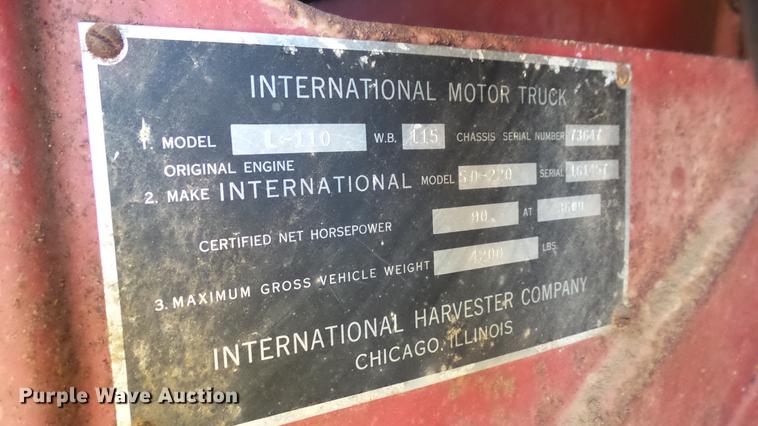 INTERNATIONAL MOTOR TRUCK
1. MODEL L-110 W.B. 115 CHASSIS SERIAL NUMBER 73647
ORIGINAL ENGINE
2. MAKE INTERNATIONAL MODEL SD-220 SERIAL
CERTIFIED NET HORSEPOWER AT
3. MAXIMUM GROSS VEHICLE WEIGHT 4200 LBS.
INTERNATIONAL HARVESTER COMPANY
CHICAGO, ILLINOIS
Purple Wave Auction